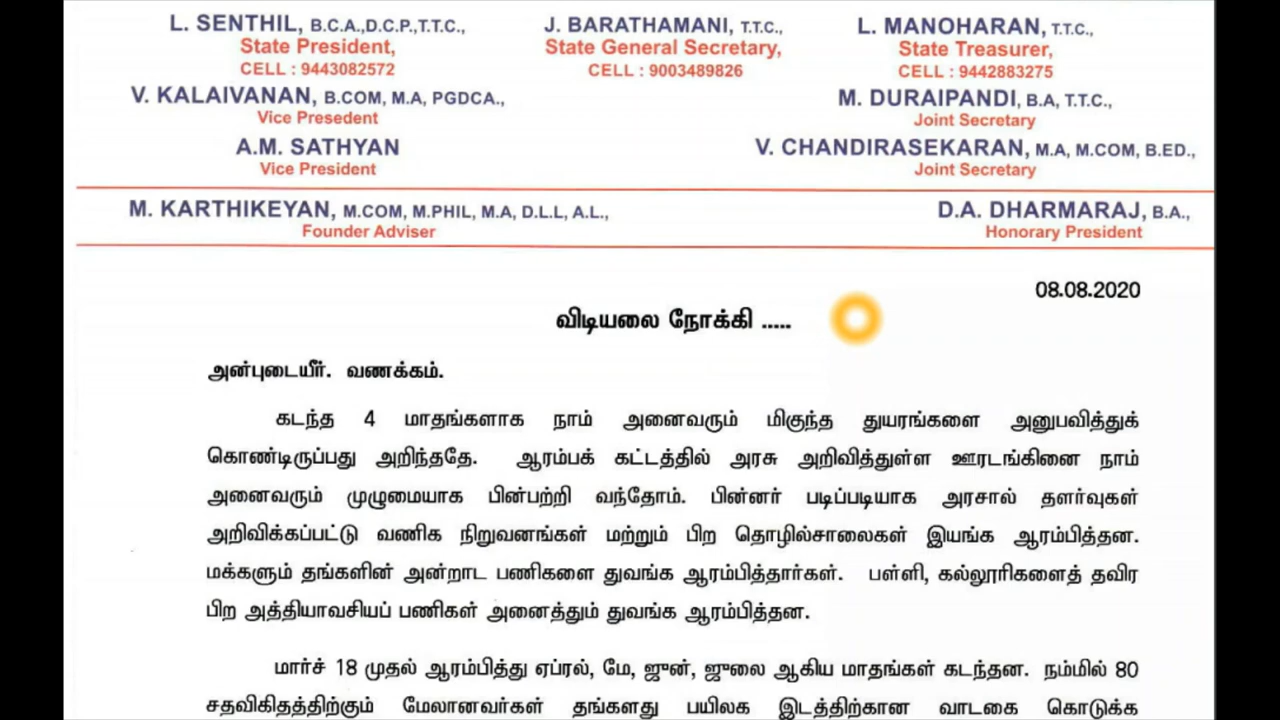 L. SENTHIL, B.C.A.,D.C.P.,T.T.C., J. BARATHAMANI, T.T.C., L. MANOHARAN, T.T.C.,
State President, State General Secretary, State Treasurer,
CELL : 9443082572 CELL : 9003489826 CELL : 9442883275
V. KALAIVANAN, B.COM, M.A, PGDCA., M. DURAIPANDI, B.A, T.T.C.,
Vice Presedent Joint Secretary
A.M. SATHYAN V. CHANDIRASEKARAN, M.A, M.COM, B.ED.,
Vice President Joint Secretary
M. KARTHIKEYAN, M.COM, M.PHIL, M.A, D.L.L, A.L., D.A. DHARMARAJ, B.A.,
Founder Adviser Honorary President
08.08.2020
விடியலை நோக்கி .....
அன்புடையீர். வணக்கம்.
கடந்த 4 மாதங்களாக நாம் அனைவரும் மிகுந்த துயரங்களை அனுபவித்துக்
கொண்டிருப்பது அறிந்ததே. ஆரம்பக் கட்டத்தில் அரசு அறிவித்துள்ள ஊரடங்கினை நாம்
அனைவரும் முழுமையாக பின்பற்றி வந்தோம். பின்னர் படிப்படியாக அரசால் தளர்வுகள்
அறிவிக்கப்பட்டு வணிக நிறுவனங்கள் மற்றும் பிற தொழில்சாலைகள் இயங்க ஆரம்பித்தன.
மக்களும் தங்களின் அன்றாட பணிகளை துவங்க ஆரம்பித்தார்கள். பள்ளி, கல்லூரிகளைத் தவிர
பிற அத்தியாவசியப் பணிகள் அனைத்தும் துவங்க ஆரம்பித்தன.
மார்ச் 18 முதல் ஆரம்பித்து ஏப்ரல், மே, ஜுன், ஜுலை ஆகிய மாதங்கள் கடந்தன. நம்மில் 80
சதவிகிதத்திற்கும் மேலானவர்கள் தங்களது பயிலக இடத்திற்கான வாடகை கொடுக்க